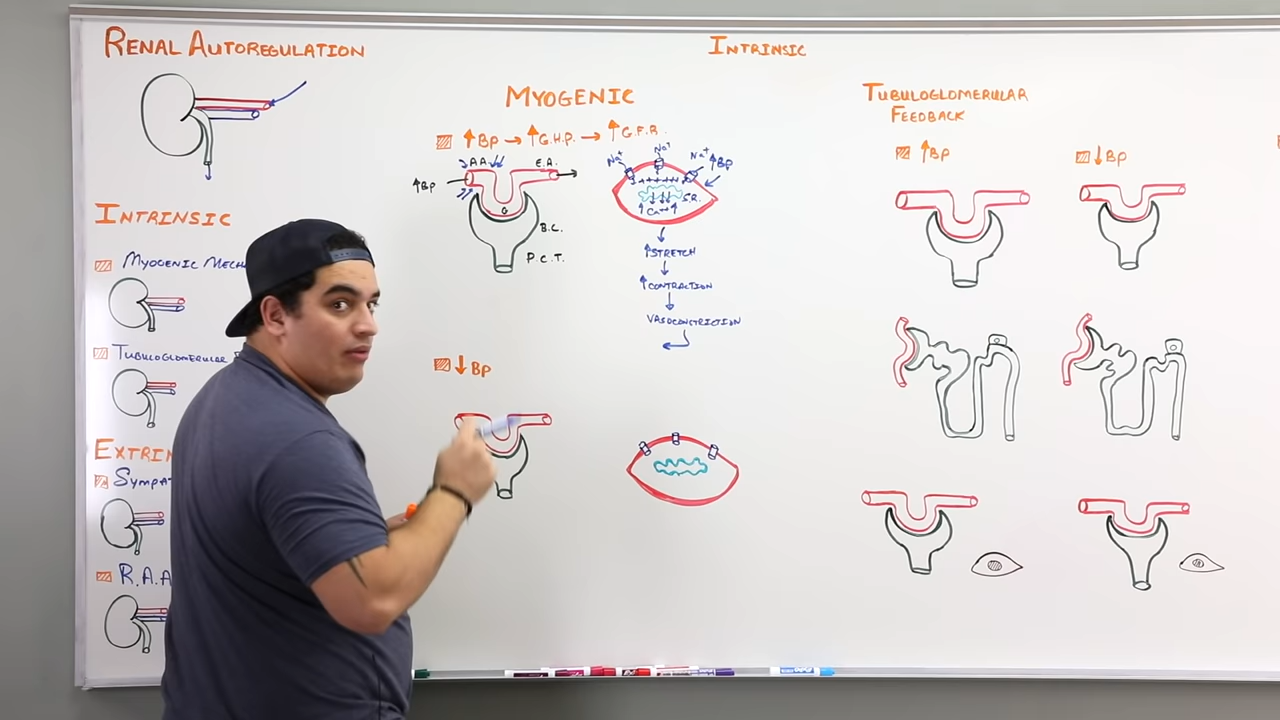 RENAL AUTOREGULATION
INTRINSIC
MYOGENIC
TUBULOGLOMERULAR
FEEDBACK
↑BP → ↑G.H.P. → ↑G.F.R.
↑BP
↓BP
A.A.
E.A.
Na+
Na+
Na+
↑BP
↑BP
+++++
S.R.
↑Ca++↑
G
B.C.
P.C.T.
↑STRETCH
↑CONTRACTION
VASOCONSTRICTION
↓BP
INTRINSIC
MYOGENIC MECH
TUBULOGLOMERULAR
EXTRIN
SYMPA
R.A.A